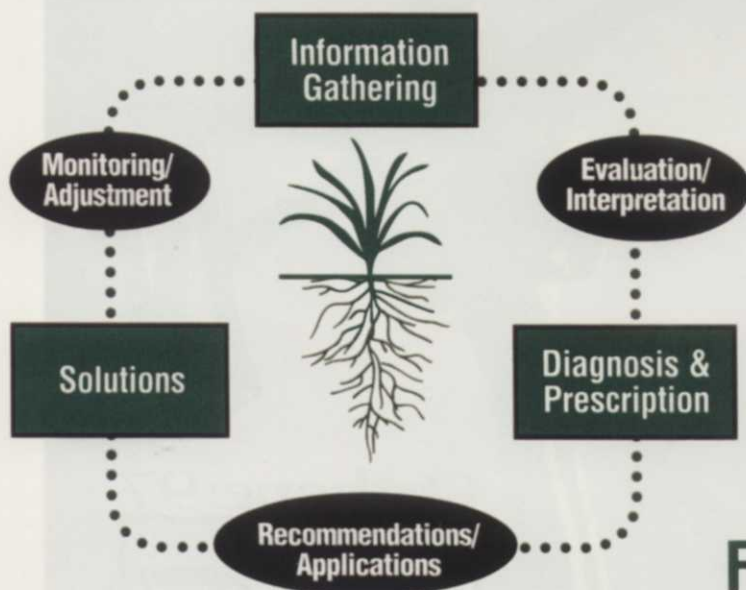 Information
Gathering
Monitoring/
Adjustment
Evaluation/
Interpretation
Solutions
Diagnosis &
Prescription
Recommendations/
Applications